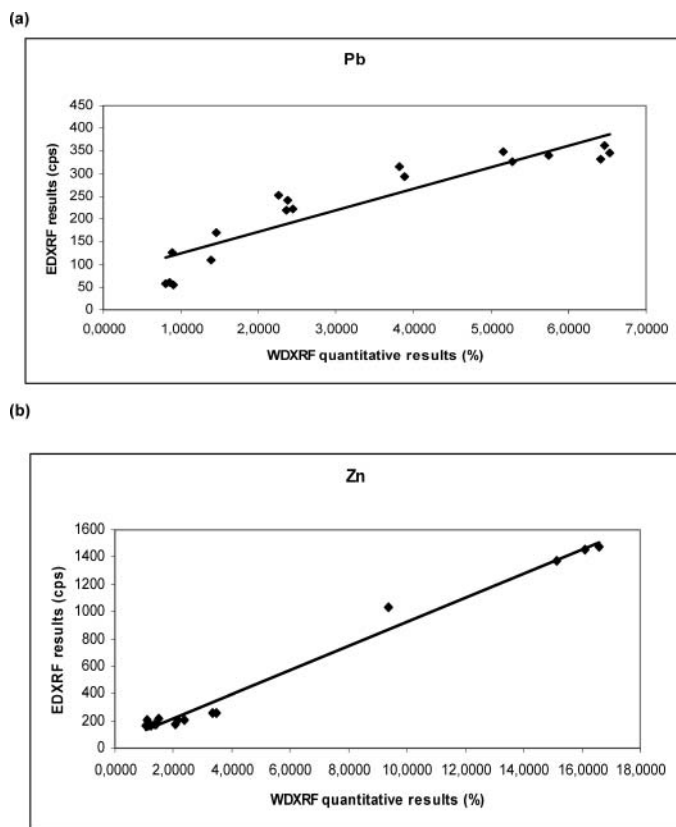 (a)
Pb
EDXRF results (cps)
450
400
350
300
250
200
150
100
50
0
0,0000 1,0000 2,0000 3,0000 4,0000 5,0000 6,0000 7,0000
WDXRF quantitative results (%)
(b)
Zn
EDXRF results (cps)
1600
1400
1200
1000
800
600
400
200
0
0,0000 2,0000 4,0000 6,0000 8,0000 10,0000 12,0000 14,0000 16,0000 18,0000
WDXRF quantitative results (%)